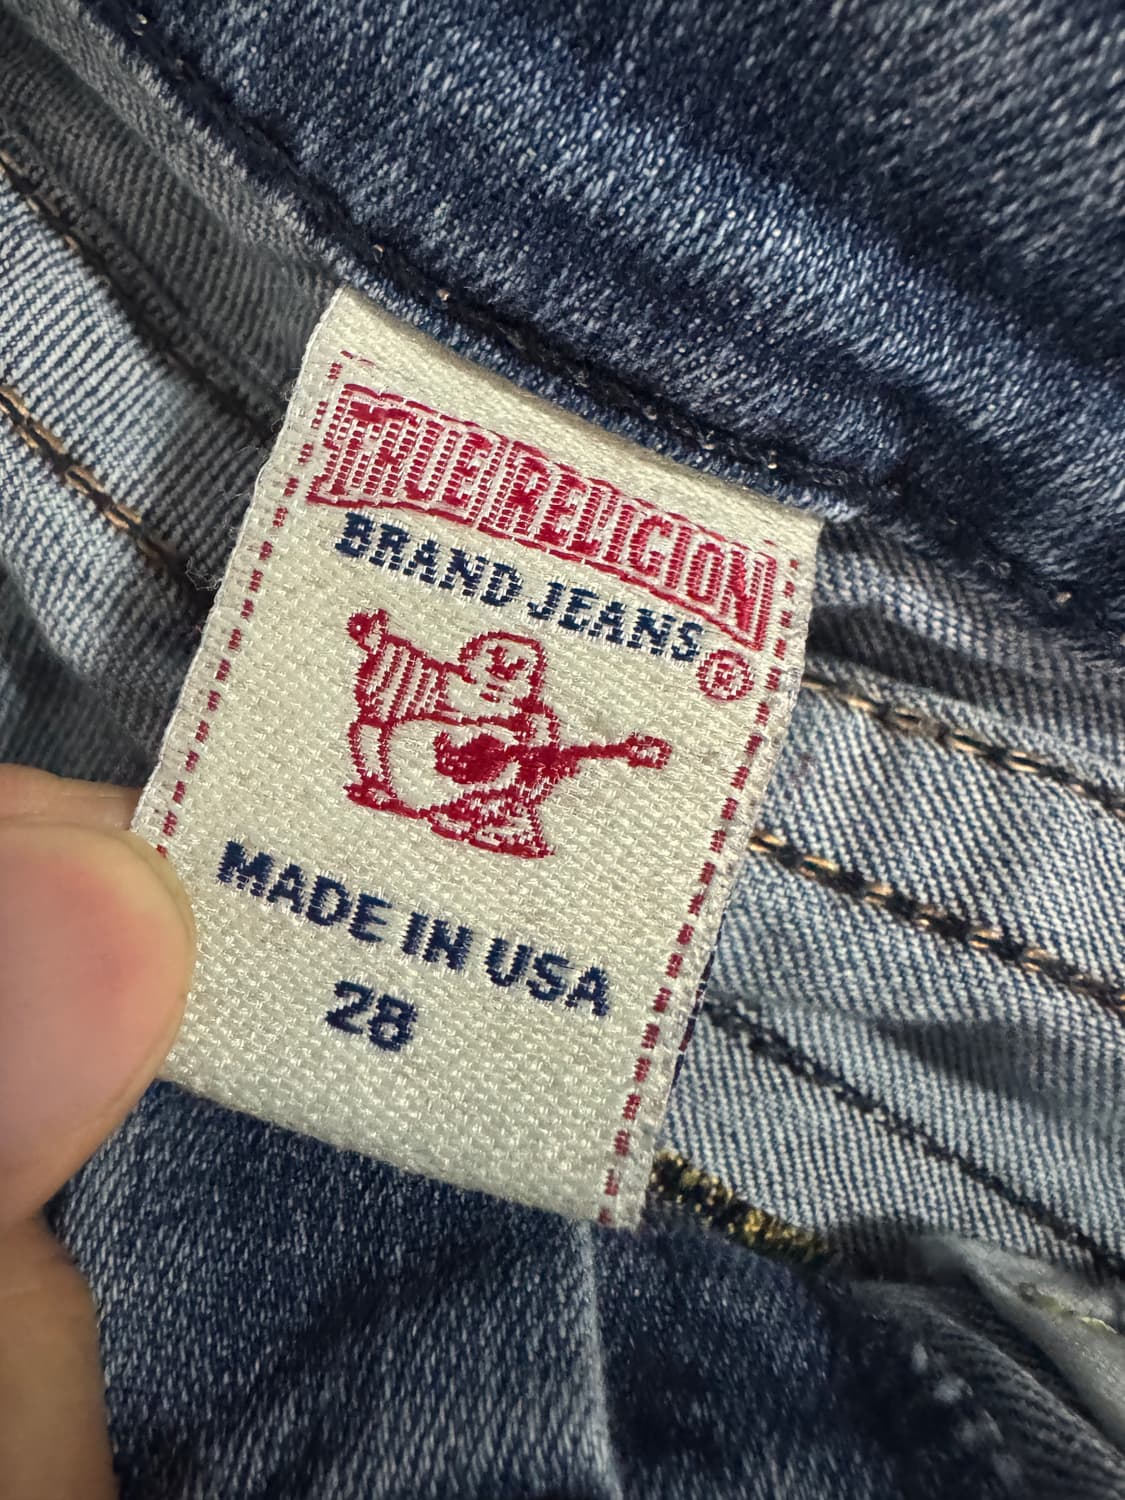 TRUE RELIGION
BRAND JEANS®
MADE IN USA
28